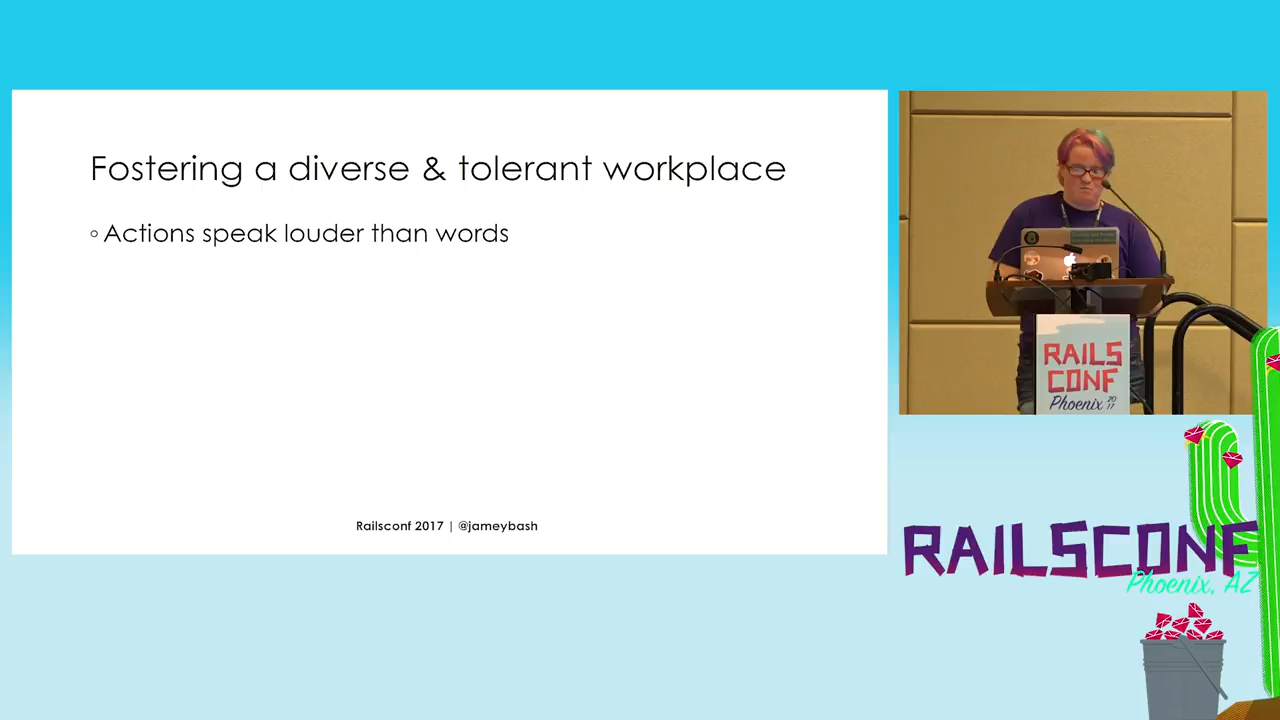 Fostering a diverse & tolerant workplace
◦ Actions speak louder than words
Railsconf 2017 | @jameybash
RAILS
CONF
Phoenix 20
17
RAILSCONF
Phoenix, AZ